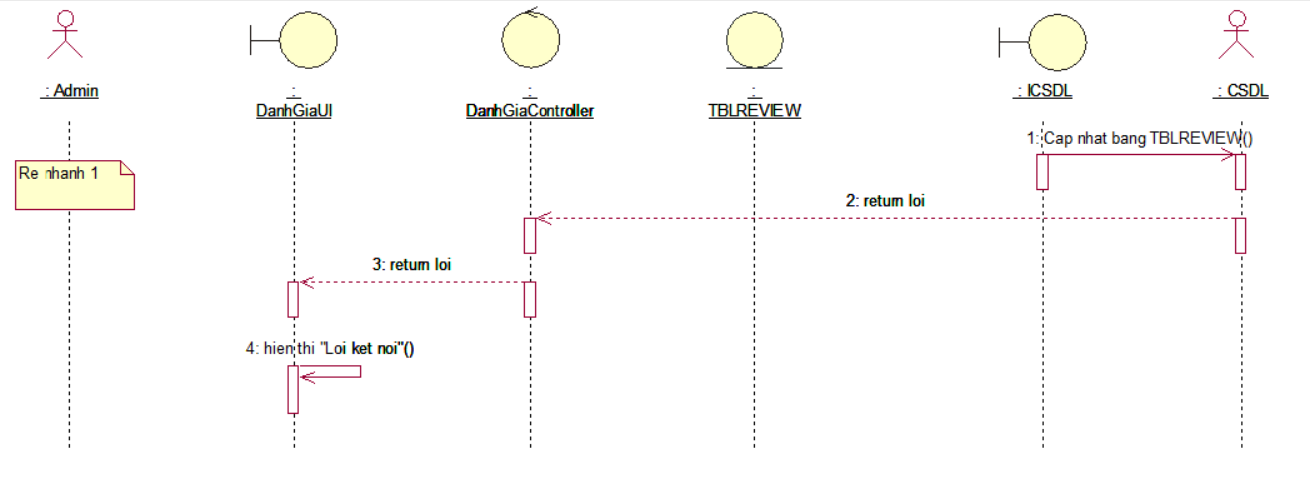 : Admin
:
DanhGiaUI
:
DanhGiaController
:
TBLREVIEW
: ICSDL
: CSDL
1: Cap nhat bang TBLREVIEW()
Re nhanh 1
2: return loi
3: return loi
4: hien thi "Loi ket noi"()